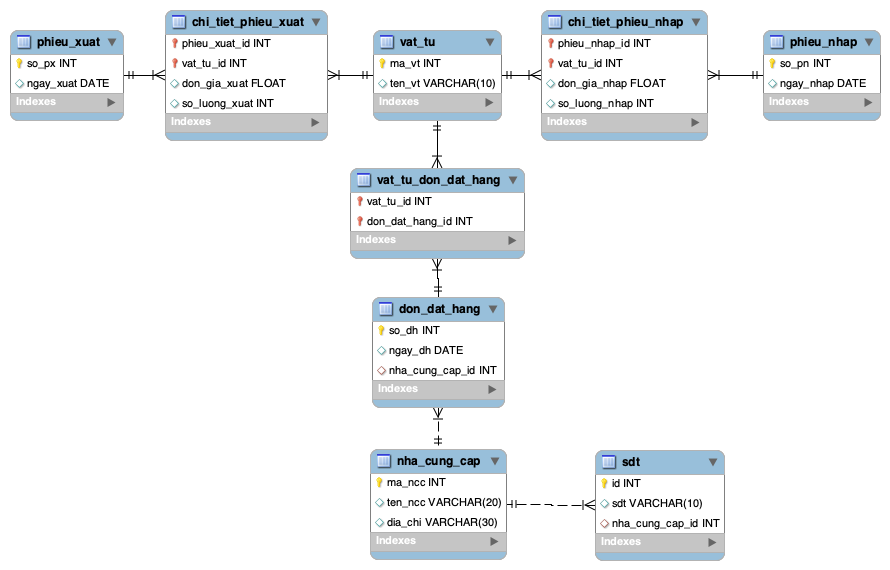 phieu_xuat
so_px INT
ngay_xuat DATE
Indexes
chi_tiet_phieu_xuat
phieu_xuat_id INT
vat_tu_id INT
don_gia_xuat FLOAT
so_luong_xuat INT
Indexes
vat_tu
ma_vt INT
ten_vt VARCHAR(10)
Indexes
chi_tiet_phieu_nhap
phieu_nhap_id INT
vat_tu_id INT
don_gia_nhap FLOAT
so_luong_nhap INT
Indexes
phieu_nhap
so_pn INT
ngay_nhap DATE
Indexes
vat_tu_don_dat_hang
vat_tu_id INT
don_dat_hang_id INT
Indexes
don_dat_hang
so_dh INT
ngay_dh DATE
nha_cung_cap_id INT
Indexes
nha_cung_cap
ma_ncc INT
ten_ncc VARCHAR(20)
dia_chi VARCHAR(30)
Indexes
sdt
id INT
sdt VARCHAR(10)
nha_cung_cap_id INT
Indexes